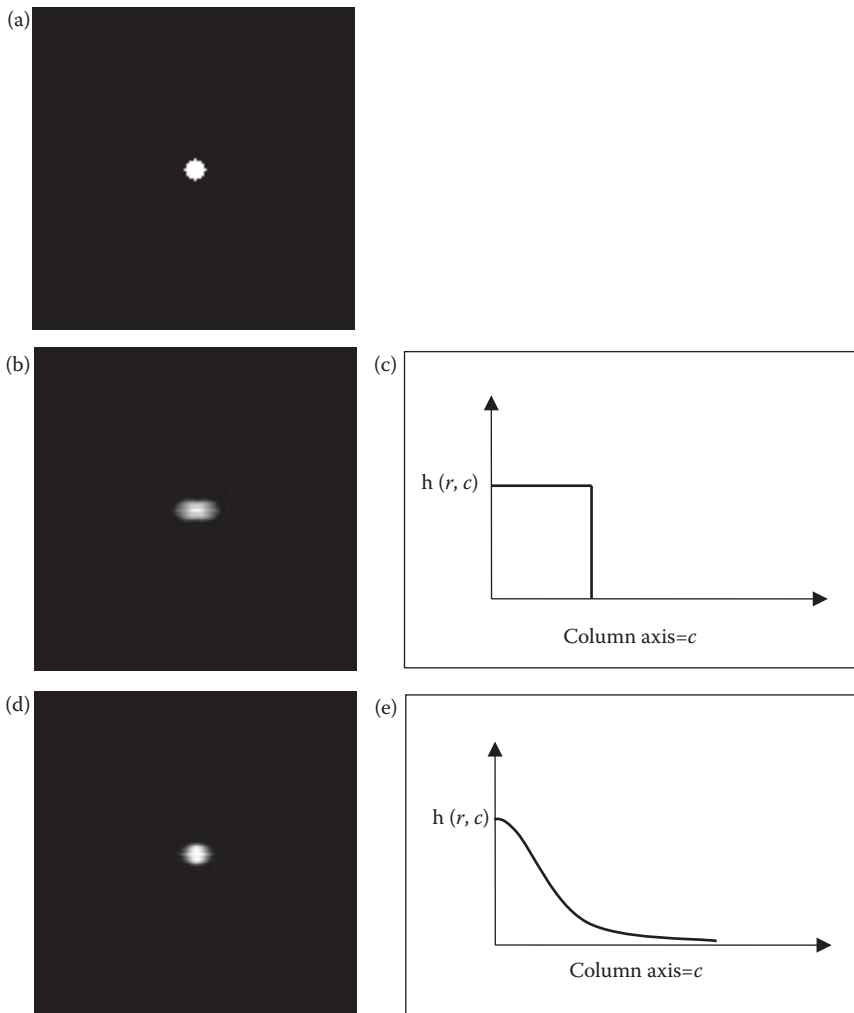 (a)
(b)
(c)
h (r, c)
Column axis=c
(d)
(e)
h (r, c)
Column axis=c